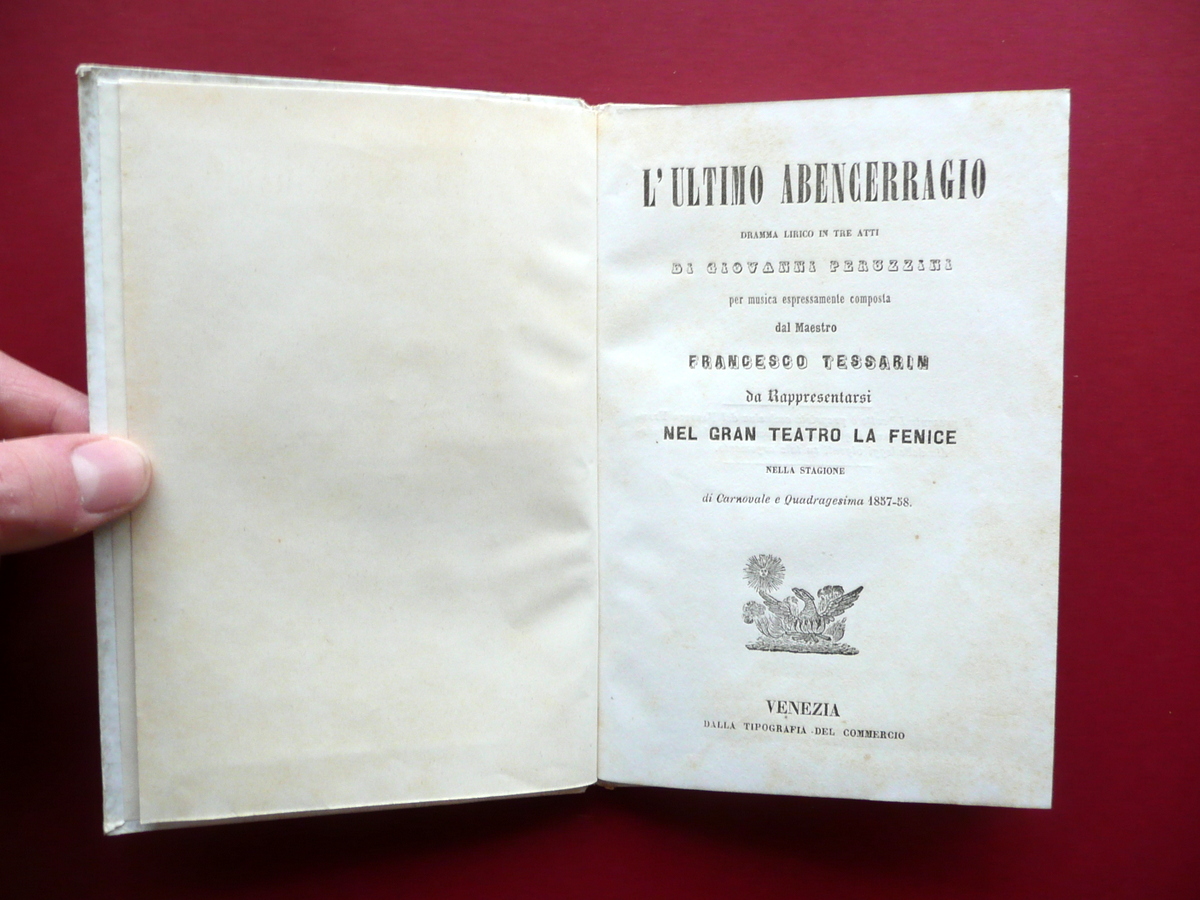 L'ULTIMO ABENCERRAGIO
DRAMMA LIRICO IN TRE ATTI
DI GIOVANNI PERUZZINI
per musica espressamente composta
dal Maestro
FRANCESCO TESSARIN
da Rappresentarsi
NEL GRAN TEATRO LA FENICE
NELLA STAGIONE
di Carnovale e Quadragesima 1857-58.
VENEZIA
DALLA TIPOGRAFIA DEL COMMERCIO